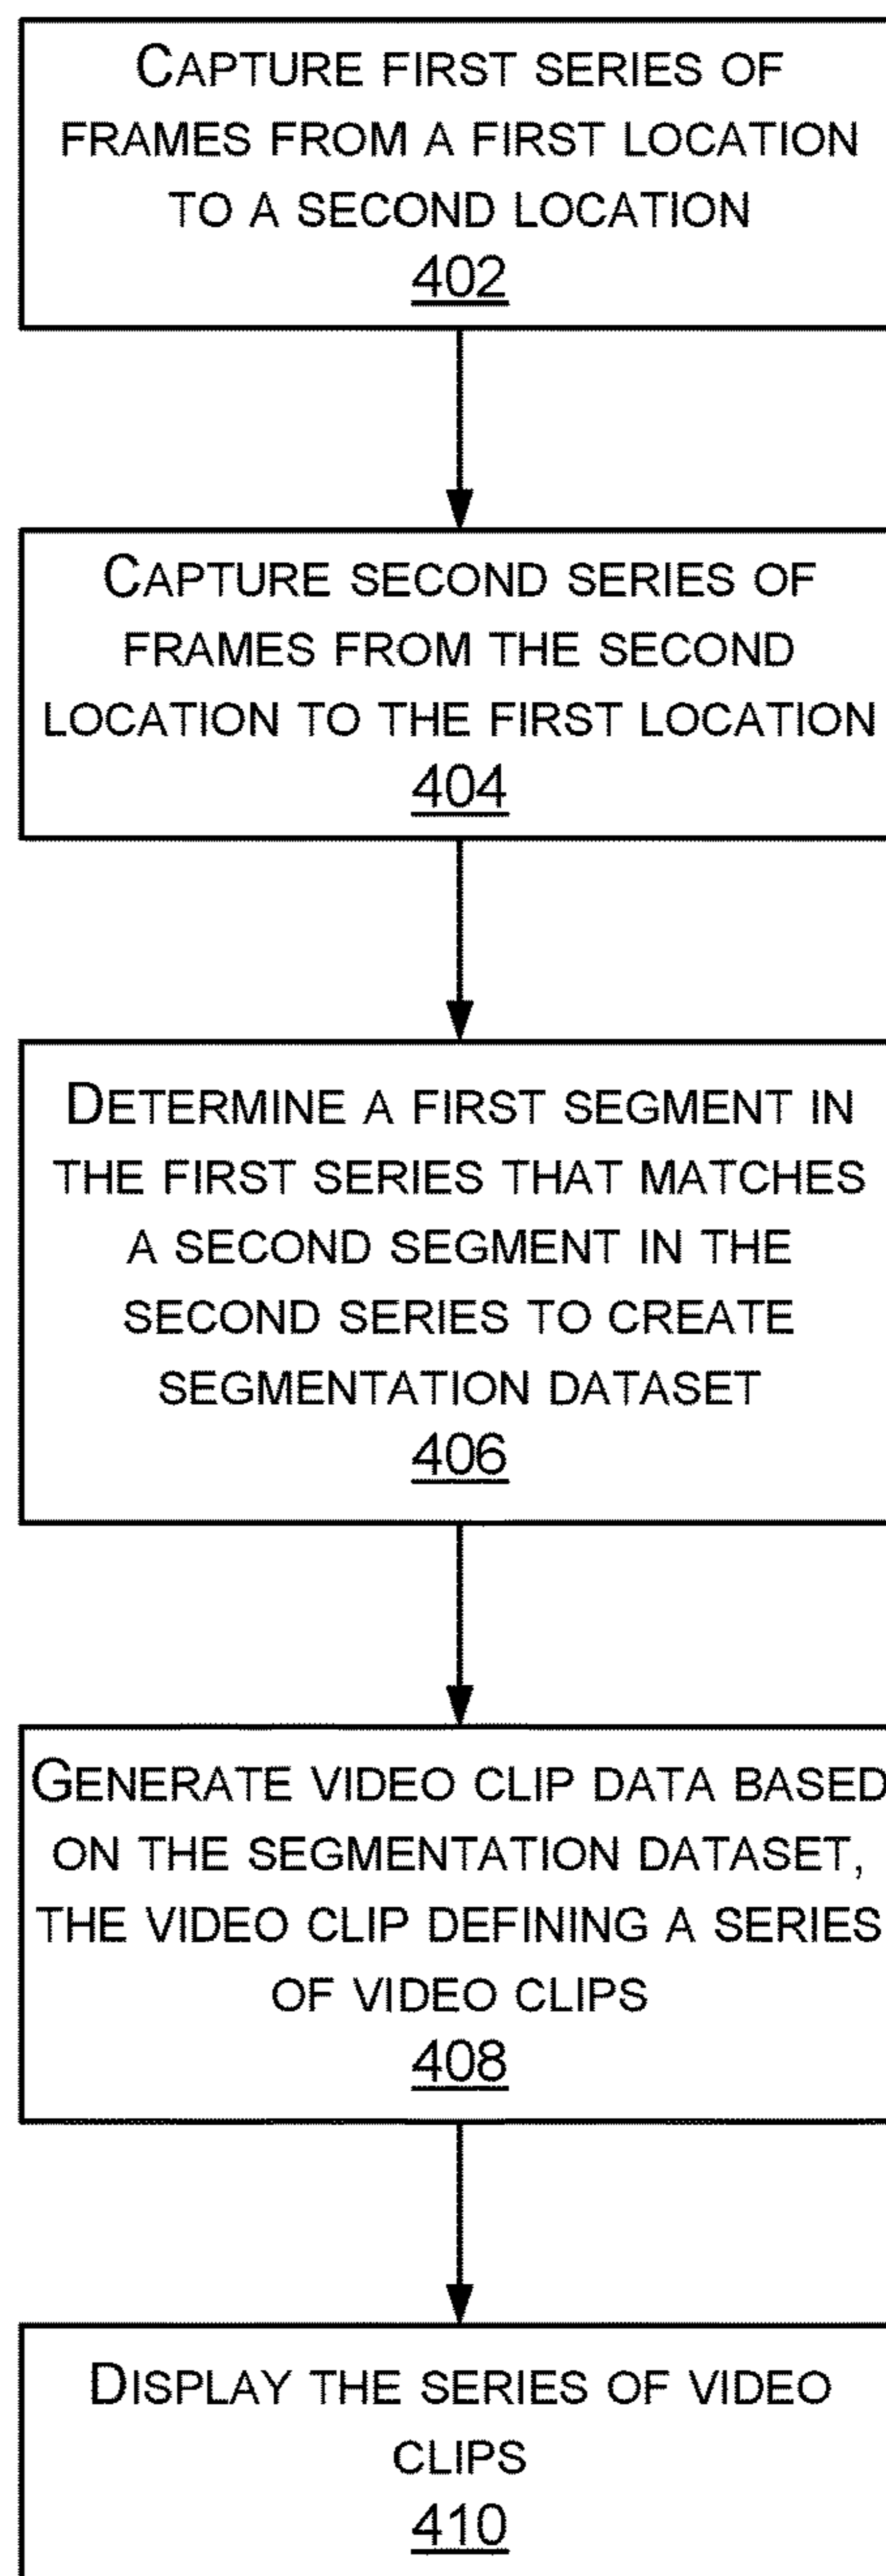 CAPTURE FIRST SERIES OF
FRAMES FROM A FIRST LOCATION
TO A SECOND LOCATION
402
CAPTURE SECOND SERIES OF
FRAMES FROM THE SECOND
LOCATION TO THE FIRST LOCATION
404
DETERMINE A FIRST SEGMENT IN
THE FIRST SERIES THAT MATCHES
A SECOND SEGMENT IN THE
SECOND SERIES TO CREATE
SEGMENTATION DATASET
406
GENERATE VIDEO CLIP DATA BASED
ON THE SEGMENTATION DATASET,
THE VIDEO CLIP DEFINING A SERIES
OF VIDEO CLIPS
408
DISPLAY THE SERIES OF VIDEO
CLIPS
410